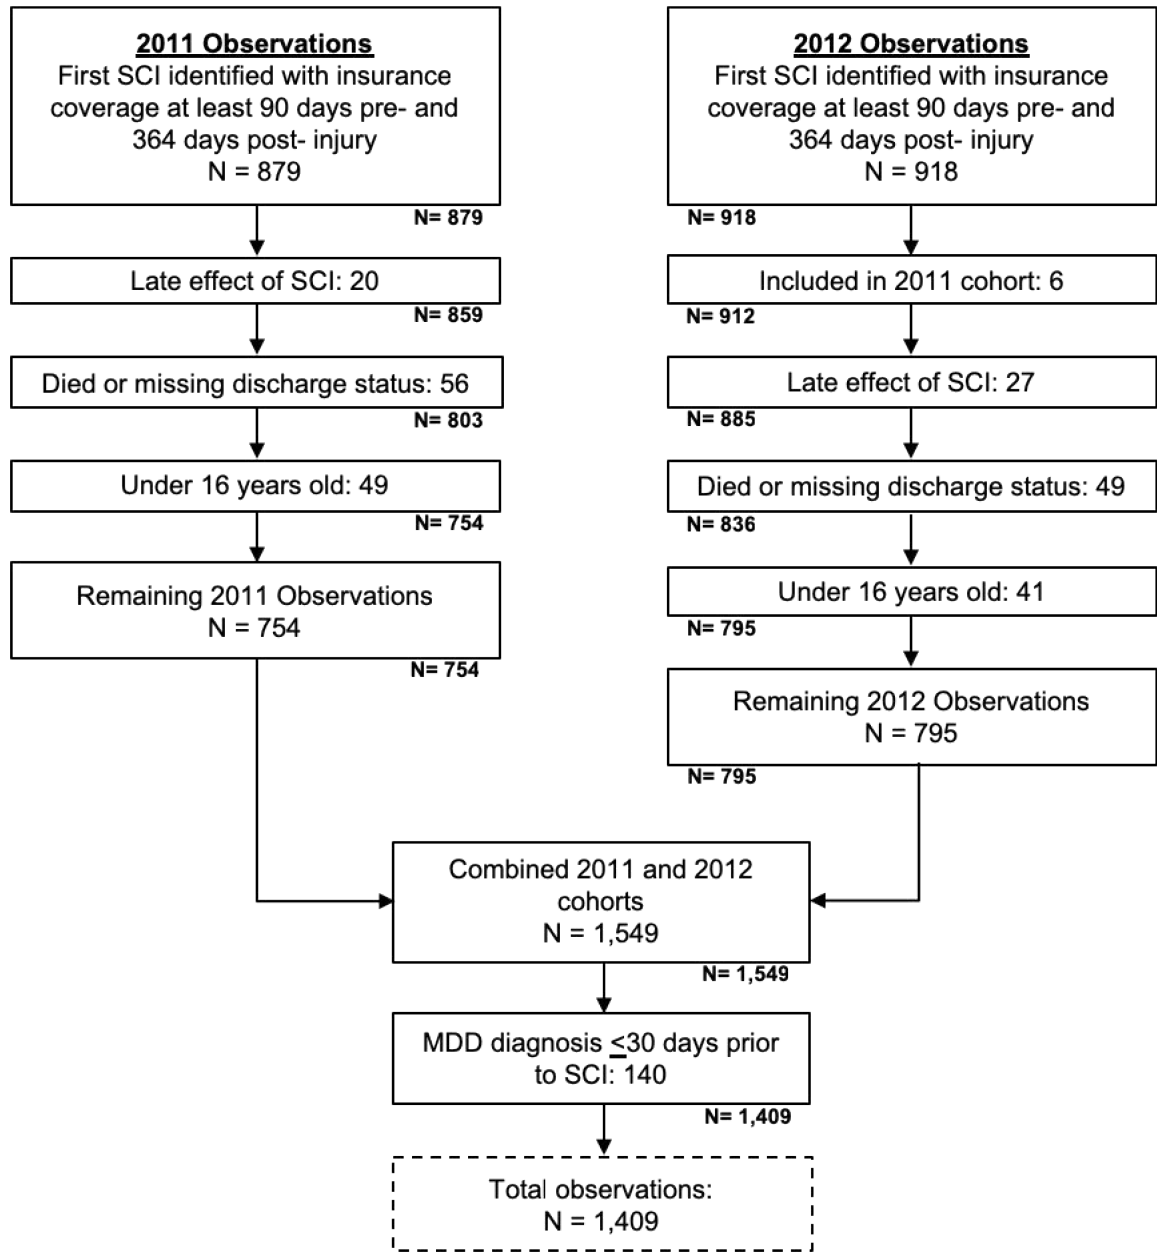 2011 Observations
First SCI identified with insurance
coverage at least 90 days pre- and
364 days post- injury
N = 879
N= 879
Late effect of SCI: 20
N= 859
Died or missing discharge status: 56
N= 803
Under 16 years old: 49
N= 754
Remaining 2011 Observations
N = 754
N= 754
2012 Observations
First SCI identified with insurance
coverage at least 90 days pre- and
364 days post- injury
N = 918
N= 918
Included in 2011 cohort: 6
N= 912
Late effect of SCI: 27
N= 885
Died or missing discharge status: 49
N= 836
Under 16 years old: 41
N= 795
Remaining 2012 Observations
N = 795
N= 795
Combined 2011 and 2012
cohorts
N = 1,549
N= 1,549
MDD diagnosis ≤30 days prior
to SCI: 140
N= 1,409
Total observations:
N = 1,409